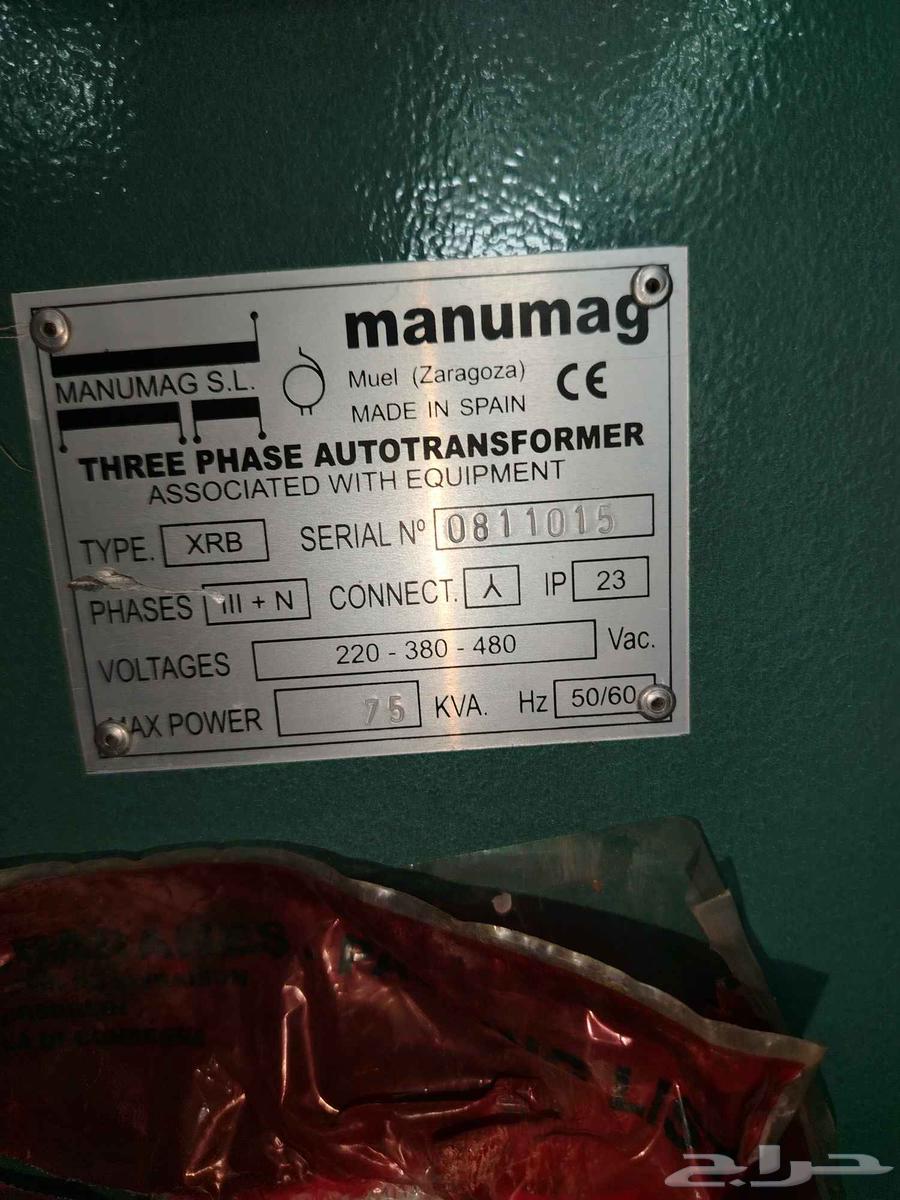 manumag
MANUMAG S.L.
Muel (Zaragoza)
CE
MADE IN SPAIN
THREE PHASE AUTOTRANSFORMER
ASSOCIATED WITH EQUIPMENT
TYPE. XRB SERIAL Nº 0811015
PHASES III + N CONNECT. IP 23
VOLTAGES 220 - 380 - 480 Vac.
MAX POWER 75 KVA. Hz 50/60
حراج